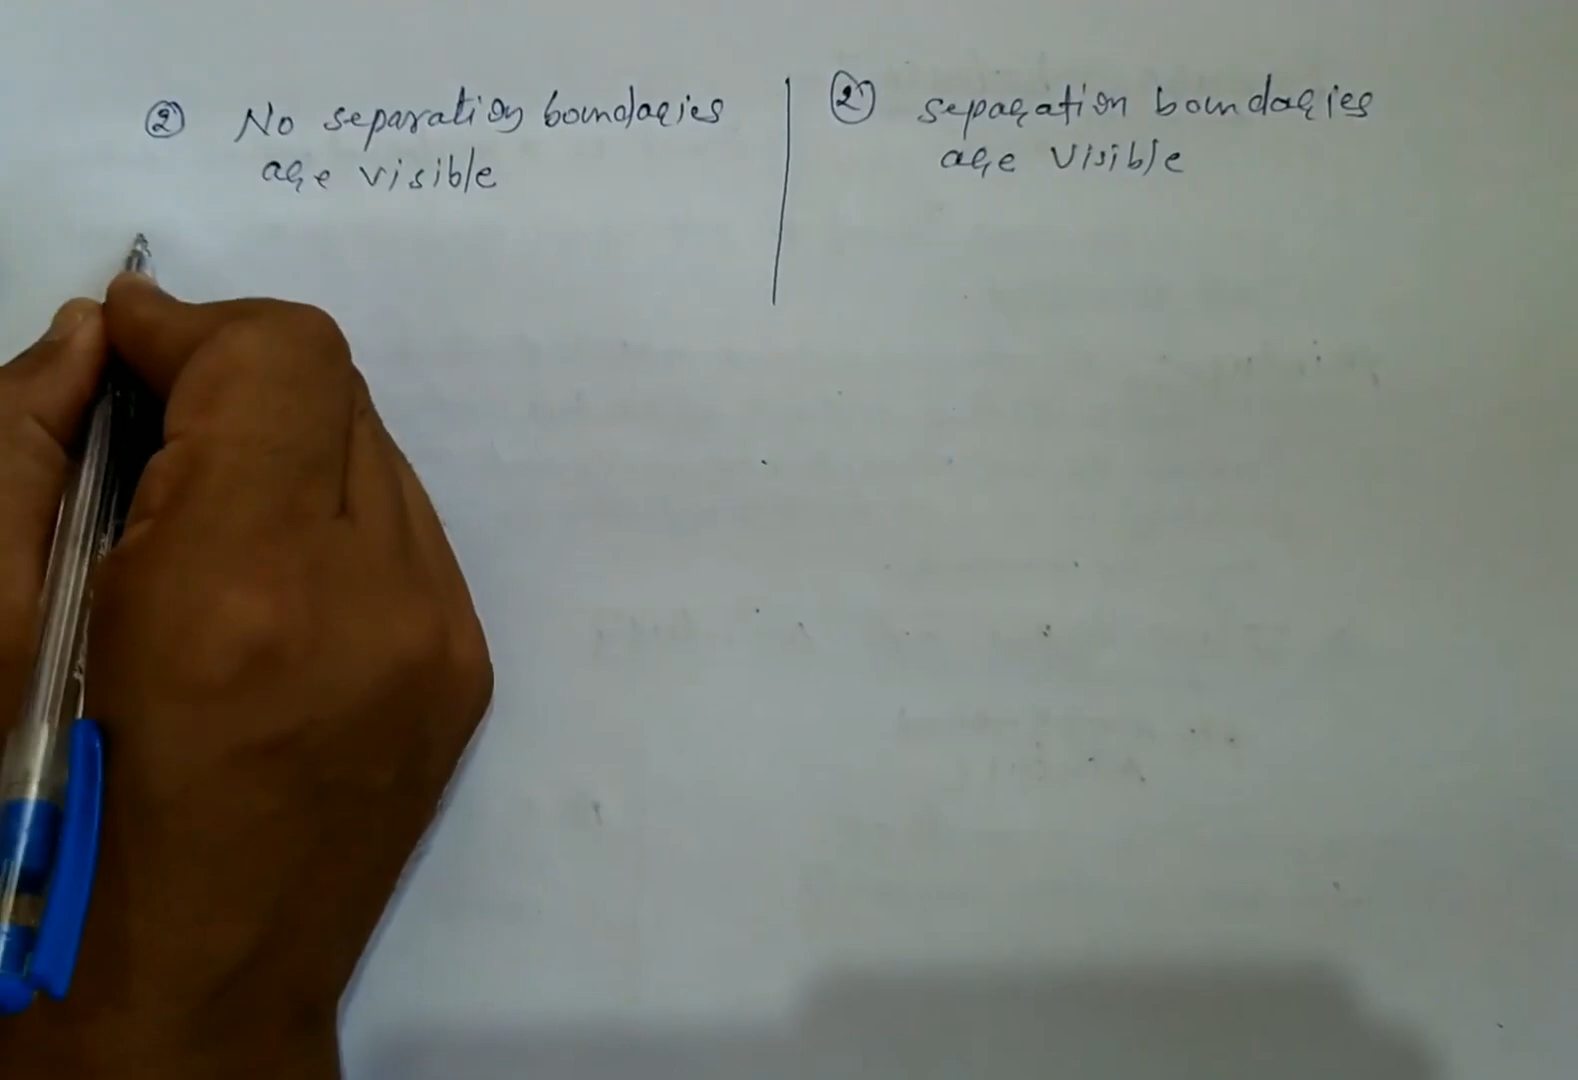 ② No separation boundaries
are visible
② separation boundaries
are visible